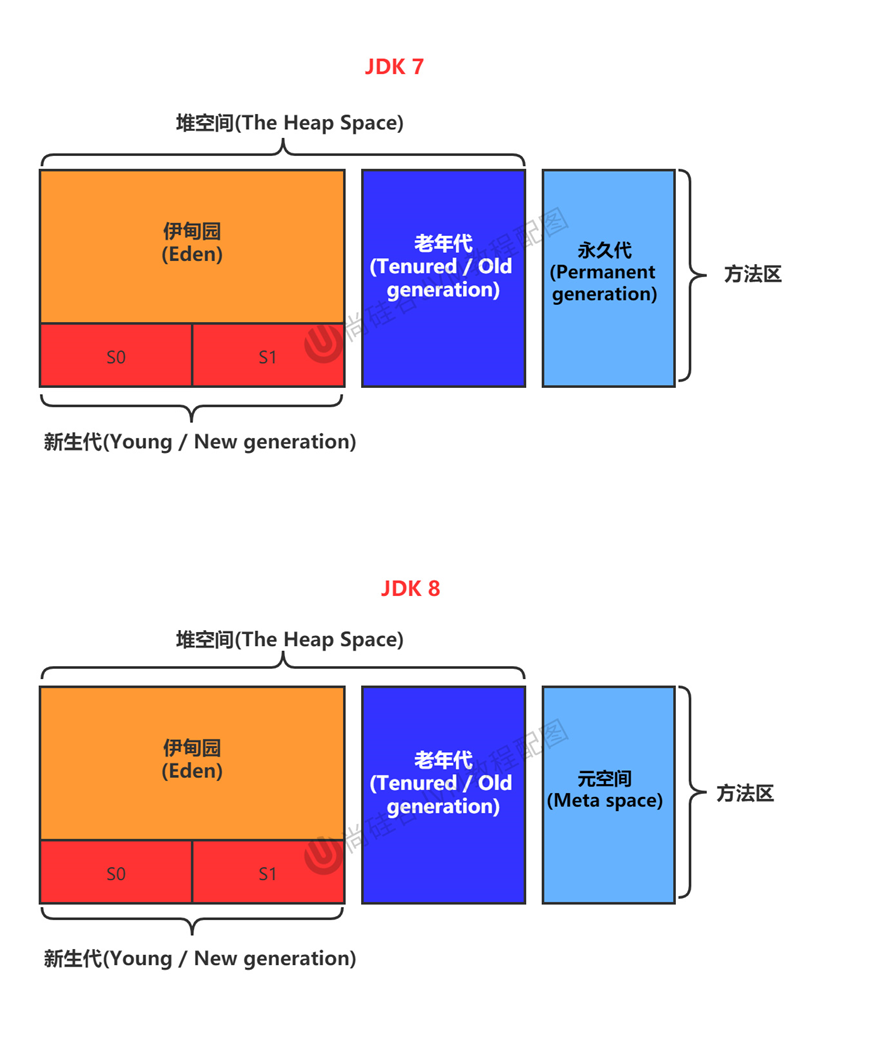 JDK 7
堆空间(The Heap Space)
伊甸园
(Eden)
老年代
(Tenured / Old
generation)
永久代
(Permanent
generation)
方法区
S0
S1
新生代(Young / New generation)
JDK 8
堆空间(The Heap Space)
伊甸园
(Eden)
老年代
(Tenured / Old
generation)
元空间
(Meta space)
方法区
S0
S1
新生代(Young / New generation)